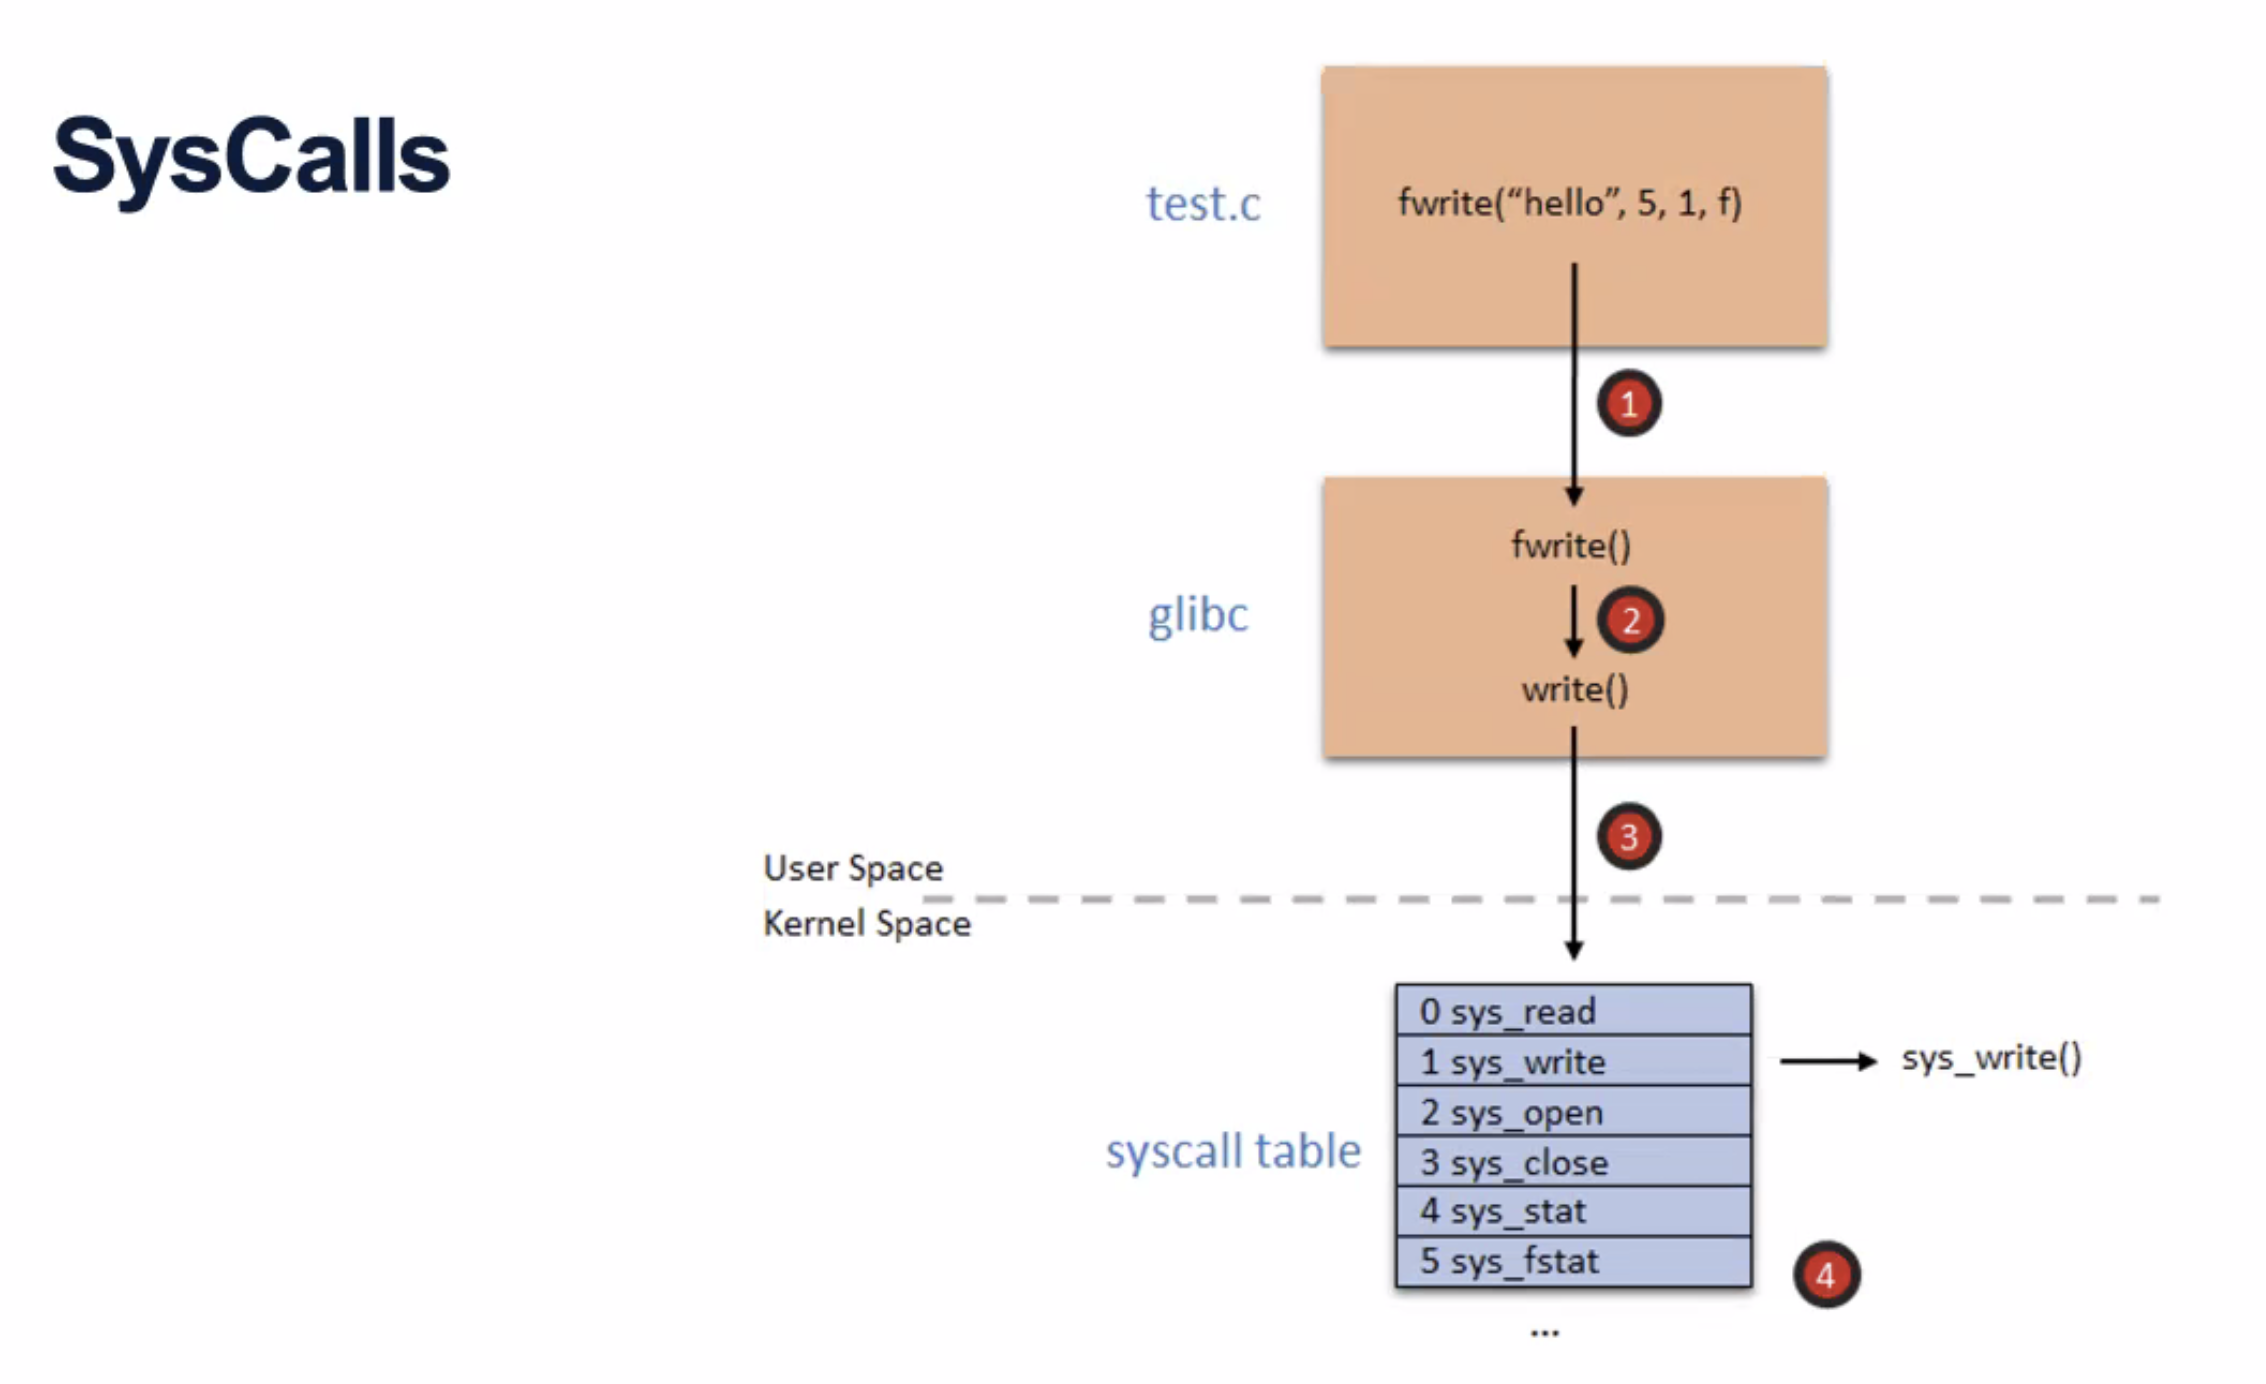 SysCalls
test.c
fwrite(“hello”, 5, 1, f)
1
glibc
fwrite()
2
write()
3
User Space
Kernel Space
syscall table
0 sys_read
1 sys_write
sys_write()
2 sys_open
3 sys_close
4 sys_stat
5 sys_fstat
4
...